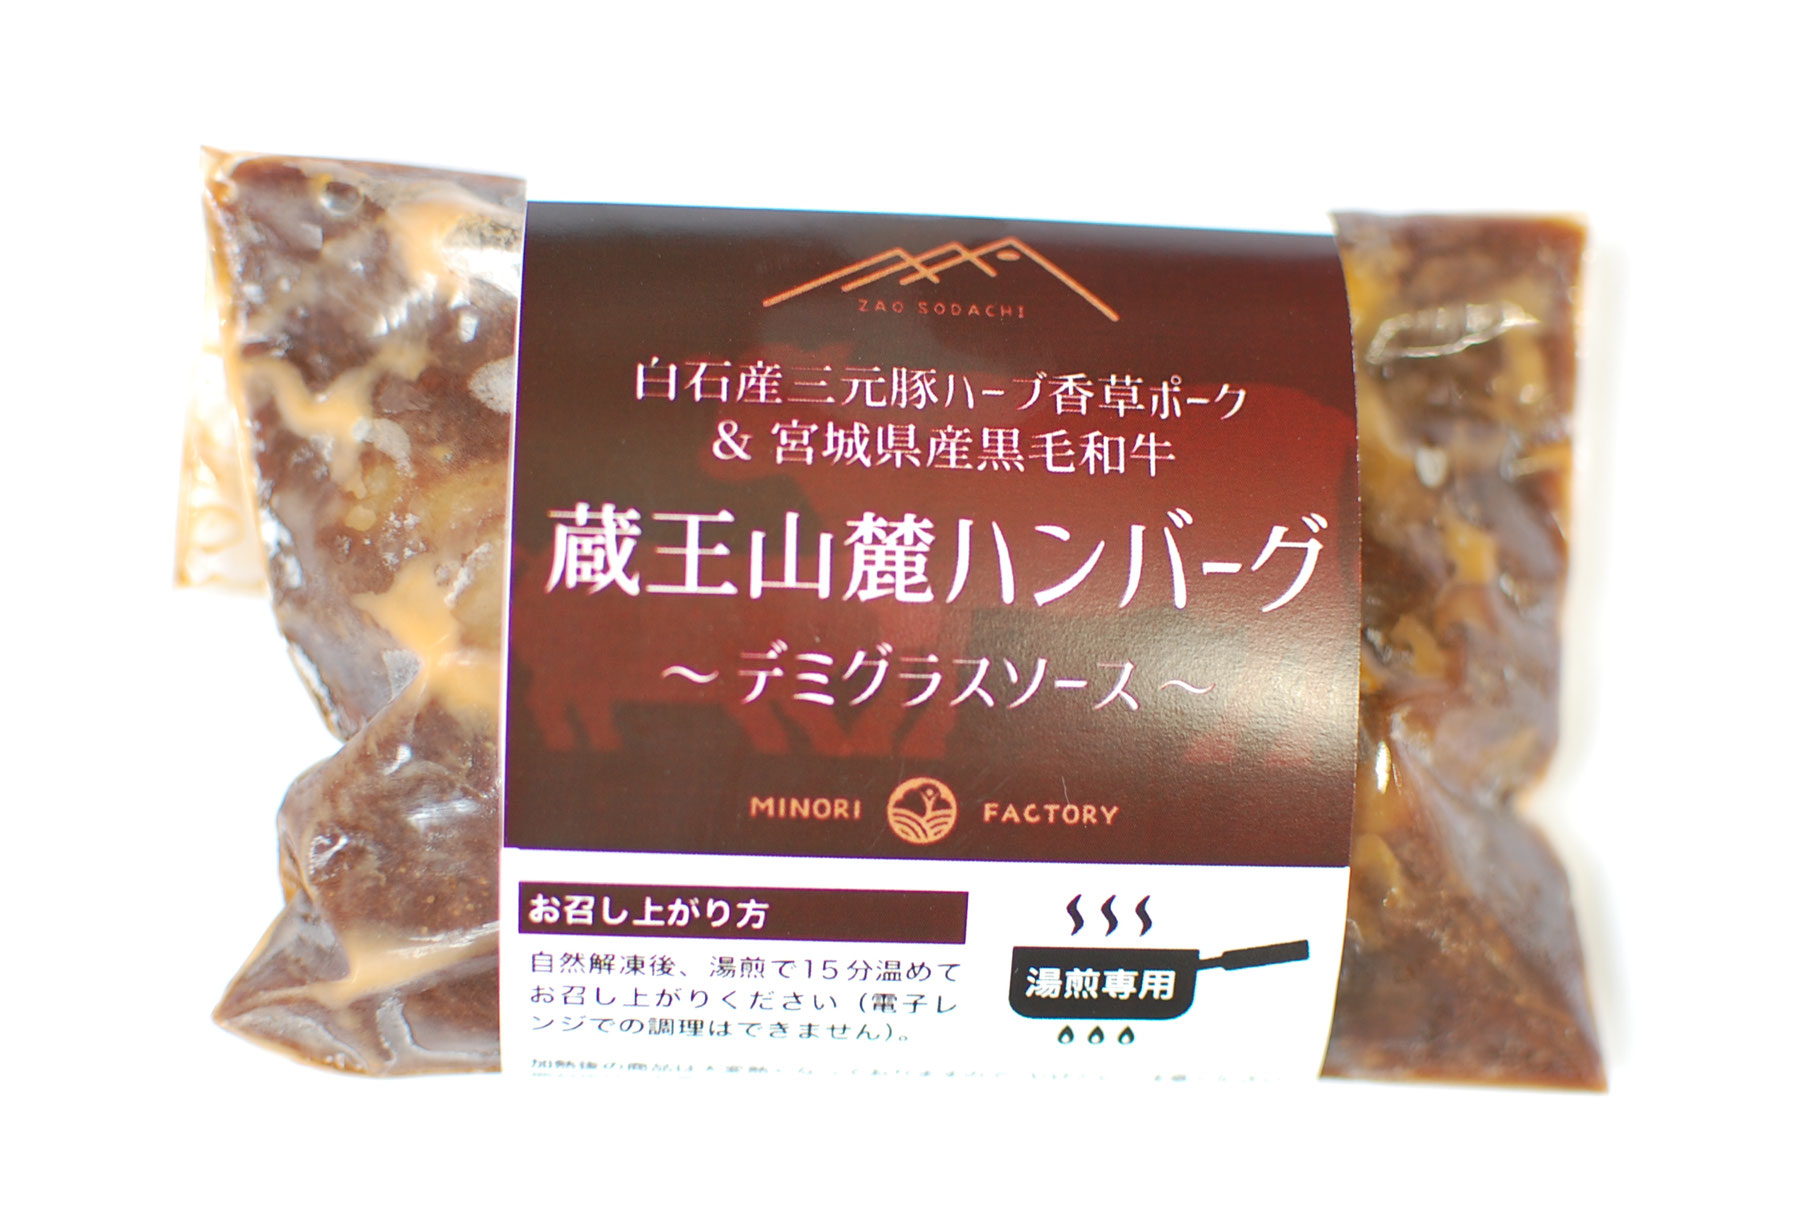 ZAO SODACHI
白石産三元豚ハーブ香草ポーク
& 宮城県産黒毛和牛
蔵王山麓ハンバーグ
～デミグラスソース～
MINORI FACTORY
お召し上がり方
自然解凍後、湯煎で15分温めて
お召し上がりください（電子レ
ンジでの調理はできません）。
湯煎専用